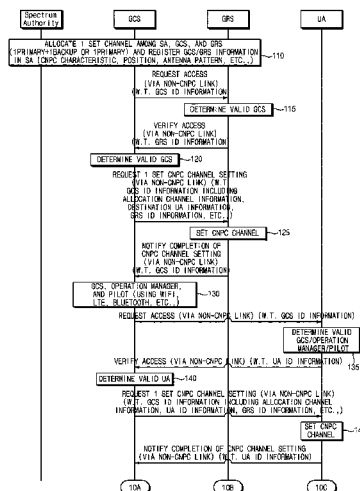 Spectrum
Authority
GCS
GRS
UA
ALLOCATE 1 SET CHANNEL AMONG SA, GCS, AND GRS
(1PRIMARY+1BACKUP OR 1PRIMARY) AND REGISTER GCS/GRS INFORMATION
IN SA (CNPC CHARACTERISTIC, POSITION, ANTENNA PATTERN, ETC.,)
110
REQUEST ACCESS
(VIA NON-CNPC LINK)
(W.T. GCS ID INFORMATION
DETERMINE VALID GCS
115
VERIFY ACCESS
(VIA NON-CNPC LINK)
(W.T. GRS ID INFORMATION
DETERMINE VALID GCS
120
REQUEST 1 SET CNPC CHANNEL SETTING
(VIA NON-CNPC LINK) (W.T.
GCS ID INFORMATION INCLUDING
ALLOCATION CHANNEL INFORMATION,
DESTINATION UA INFORMATION,
GRS ID INFORMATION, ETC.,)
SET CNPC CHANNEL
125
NOTIFY COMPLETION OF
CNPC CHANNEL SETTING
(VIA NON-CNPC LINK)
(W.T. GCS ID INFORMATION
GCS, OPERATION MANAGER,
AND PILOT (USING WIFI,
LTE, BLUETOOTH, ETC.,)
130
REQUEST ACCESS (VIA NON-CNPC LINK) (W.T. GCS ID INFORMATION)
DETERMINE VALID
GCS/OPERATION
MANAGER/PILOT
135
VERIFY ACCESS (VIA NON-CNPC LINK) (W.T. UA ID INFORMATION)
DETERMINE VALID UA
140
REQUEST 1 SET CNPC CHANNEL SETTING (VIA NON-CNPC LINK)
(W.T. GCS ID INFORMATION INCLUDING ALLOCATION CHANNEL
INFORMATION, UA ID INFORMATION, GRS ID INFORMATION, ETC.,)
SET CNPC
CHANNEL
NOTIFY COMPLETION OF CNPC CHANNEL SETTING
(VIA NON-CNPC LINK) (W.T. UA ID INFORMATION)
10A
10B
10C